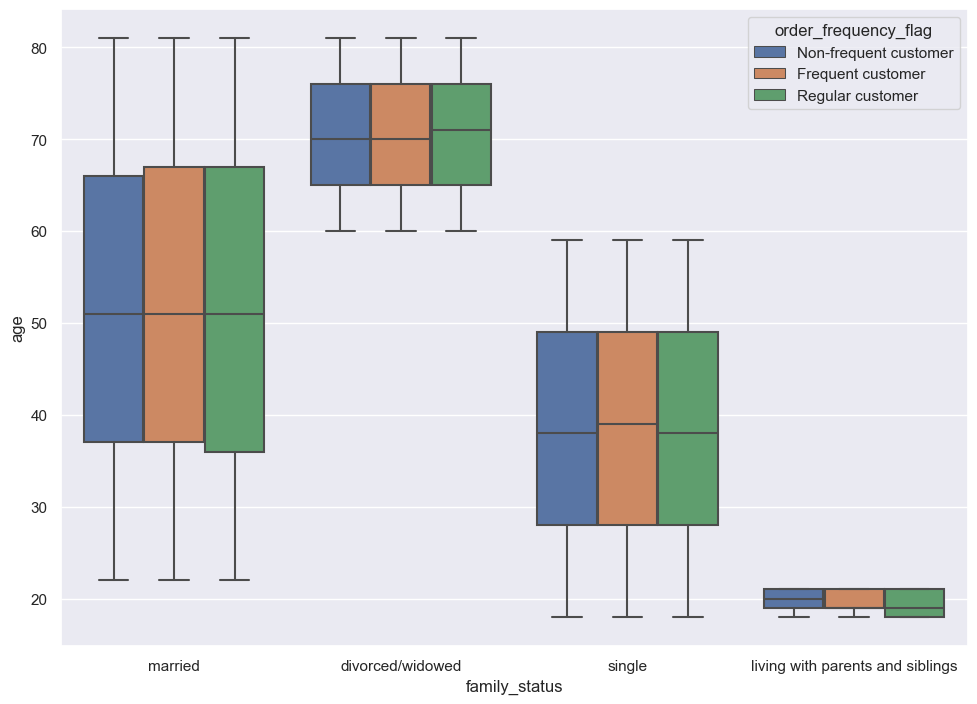 order_frequency_flag
Non-frequent customer
Frequent customer
Regular customer
80
70
60
50
40
30
20
age
married
divorced/widowed
single
living with parents and siblings
family_status